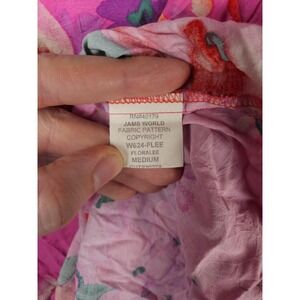 JAMS WORLD
FABRIC PATTERN
COPYRIGHT
W624-FLEE
FLORALEE
MEDIUM